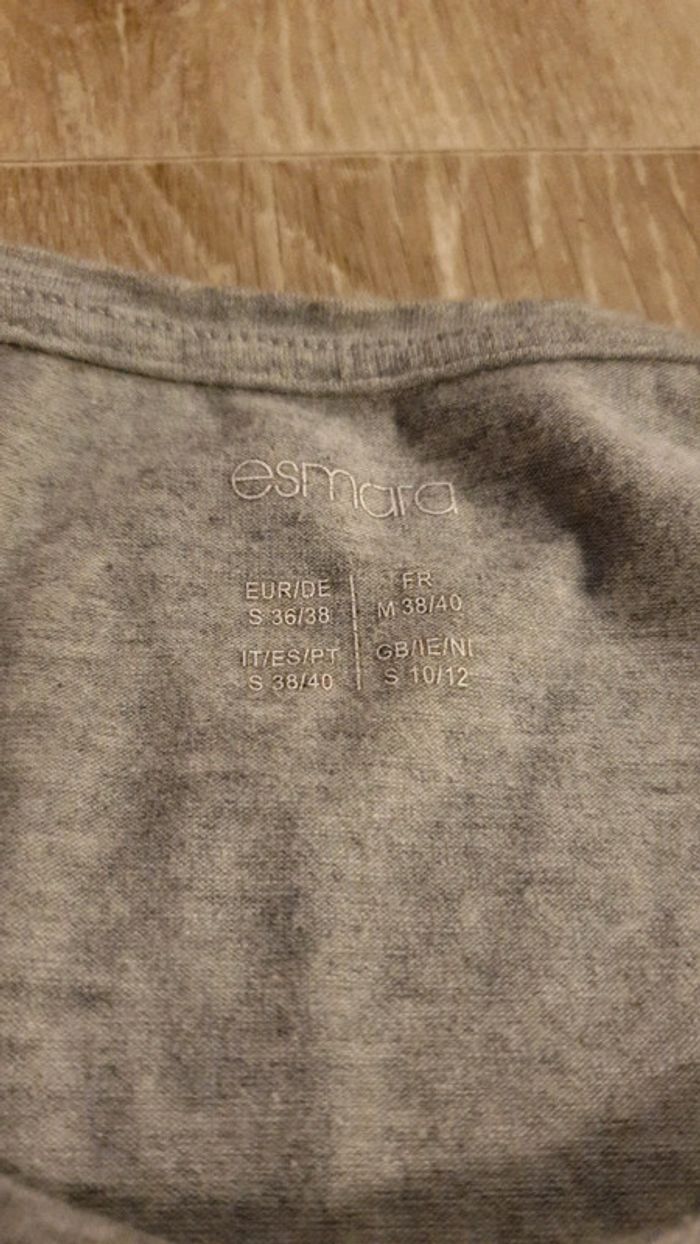 esmara
EUR/DE
S 36/38
FR
M 38/40
IT/ES/PT
S 38/40
GB/IE/NI
S 10/12